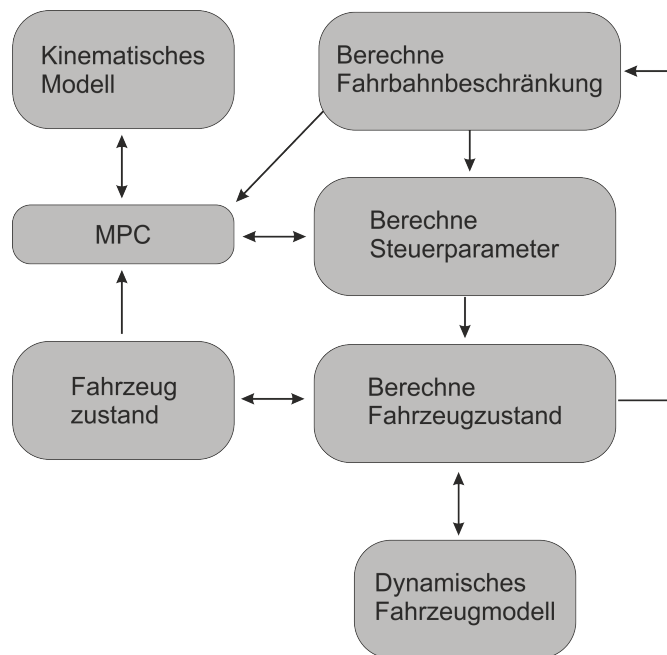 Kinematisches
Modell
Berechne
Fahrbahnbeschränkung
MPC
Berechne
Steuerparameter
Fahrzeug
zustand
Berechne
Fahrzeugzustand
Dynamisches
Fahrzeugmodell